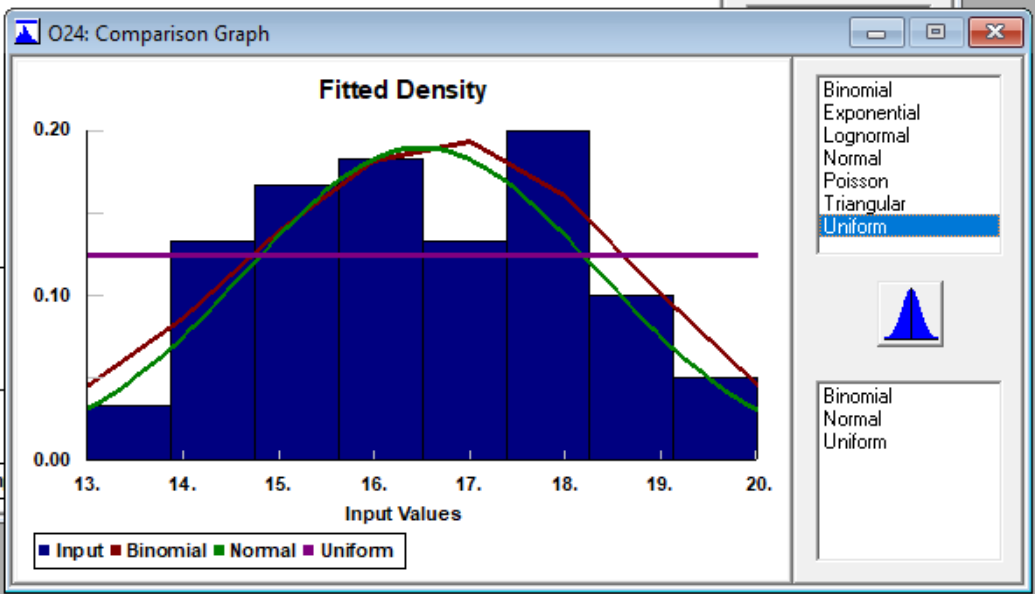 O24: Comparison Graph
Fitted Density
0.20
0.10
0.00
13. 14. 15. 16. 17. 18. 19. 20.
Input Values
Input Binomial Normal Uniform
Binomial
Exponential
Lognormal
Normal
Poisson
Triangular
Uniform
Binomial
Normal
Uniform